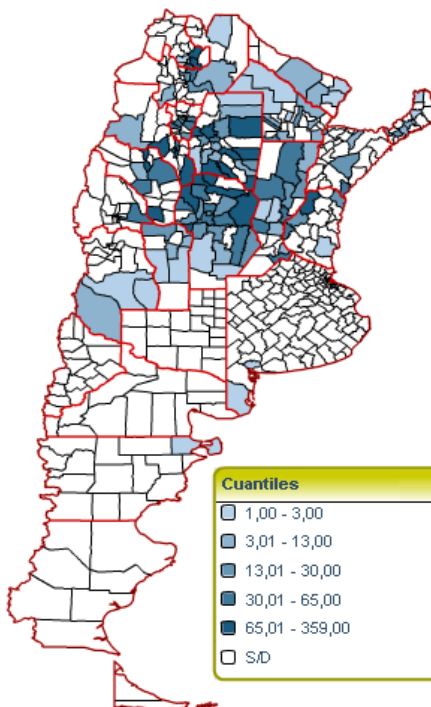 Cuantiles
1,00 - 3,00
3,01 - 13,00
13,01 - 30,00
30,01 - 65,00
65,01 - 359,00
S/D